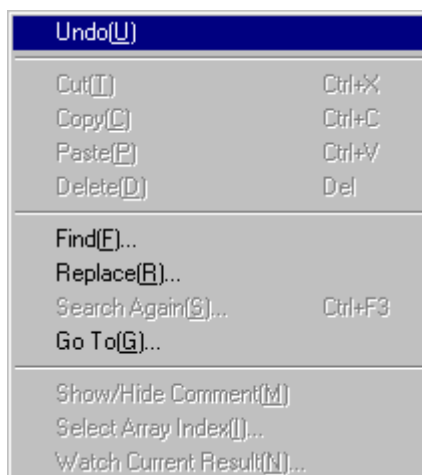 Undo(U)
Cut(T) Ctrl+X
Copy(C) Ctrl+C
Paste(P) Ctrl+V
Delete(D) Del
Find(F)...
Replace(R)...
Search Again(S)... Ctrl+F3
Go To(G)...
Show/Hide Comment(M)
Select Array Index(I)...
Watch Current Result(N)...